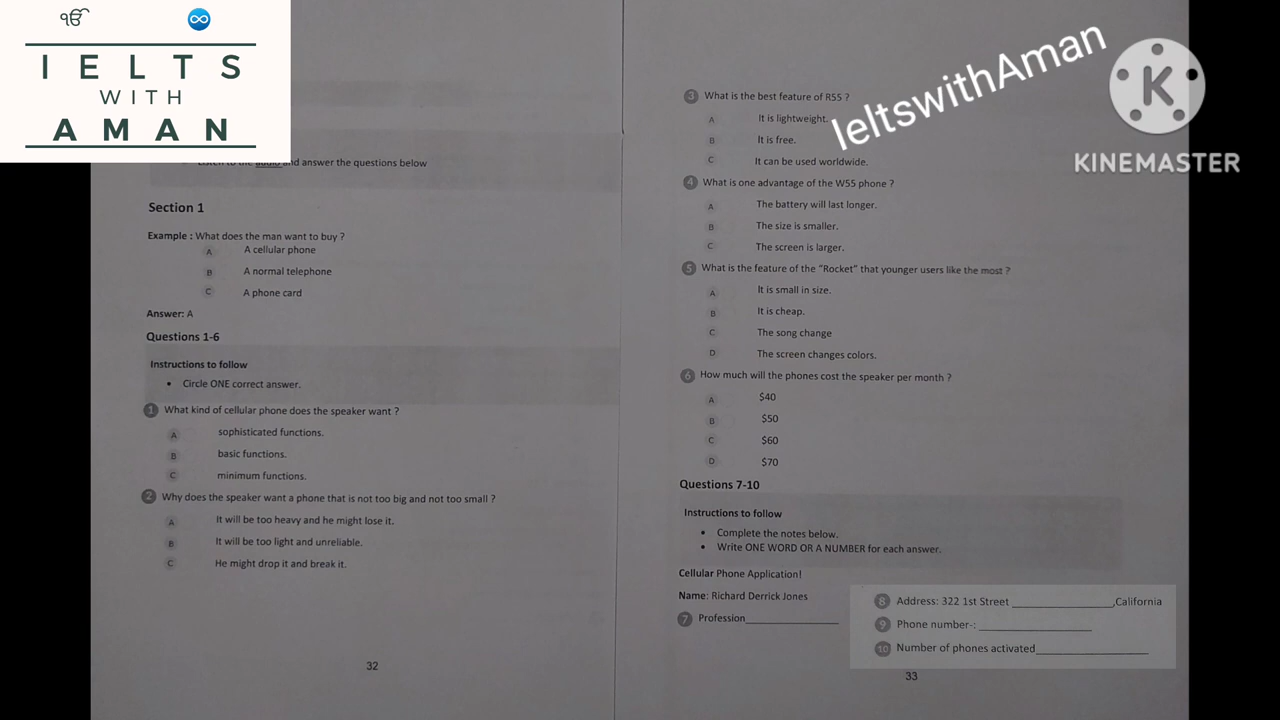 ੴ
∞
IELTS
WITH
AMAN
and answer the questions below
Section 1
Example : What does the man want to buy ?
A A cellular phone
B A normal telephone
C A phone card
Answer: A
Questions 1-6
Instructions to follow
• Circle ONE correct answer.
1 What kind of cellular phone does the speaker want ?
A sophisticated functions.
B basic functions.
C minimum functions.
2 Why does the speaker want a phone that is not too big and not too small ?
A It will be too heavy and he might lose it.
B It will be too light and unreliable.
C He might drop it and break it.
32
IeltswithAman
K
KINEMASTER
3 What is the best feature of R55 ?
A It is lightweight.
B It is free.
C It can be used worldwide.
4 What is one advantage of the W55 phone ?
A The battery will last longer.
B The size is smaller.
C The screen is larger.
5 What is the feature of the “Rocket” that younger users like the most ?
A It is small in size.
B It is cheap.
C The song change
D The screen changes colors.
6 How much will the phones cost the speaker per month ?
A $40
B $50
C $60
D $70
Questions 7-10
Instructions to follow
• Complete the notes below.
• Write ONE WORD OR A NUMBER for each answer.
Cellular Phone Application!
Name: Richard Derrick Jones
7 Profession______________
8 Address: 322 1st Street ________________,California
9 Phone number-: __________________
10 Number of phones activated__________________
33